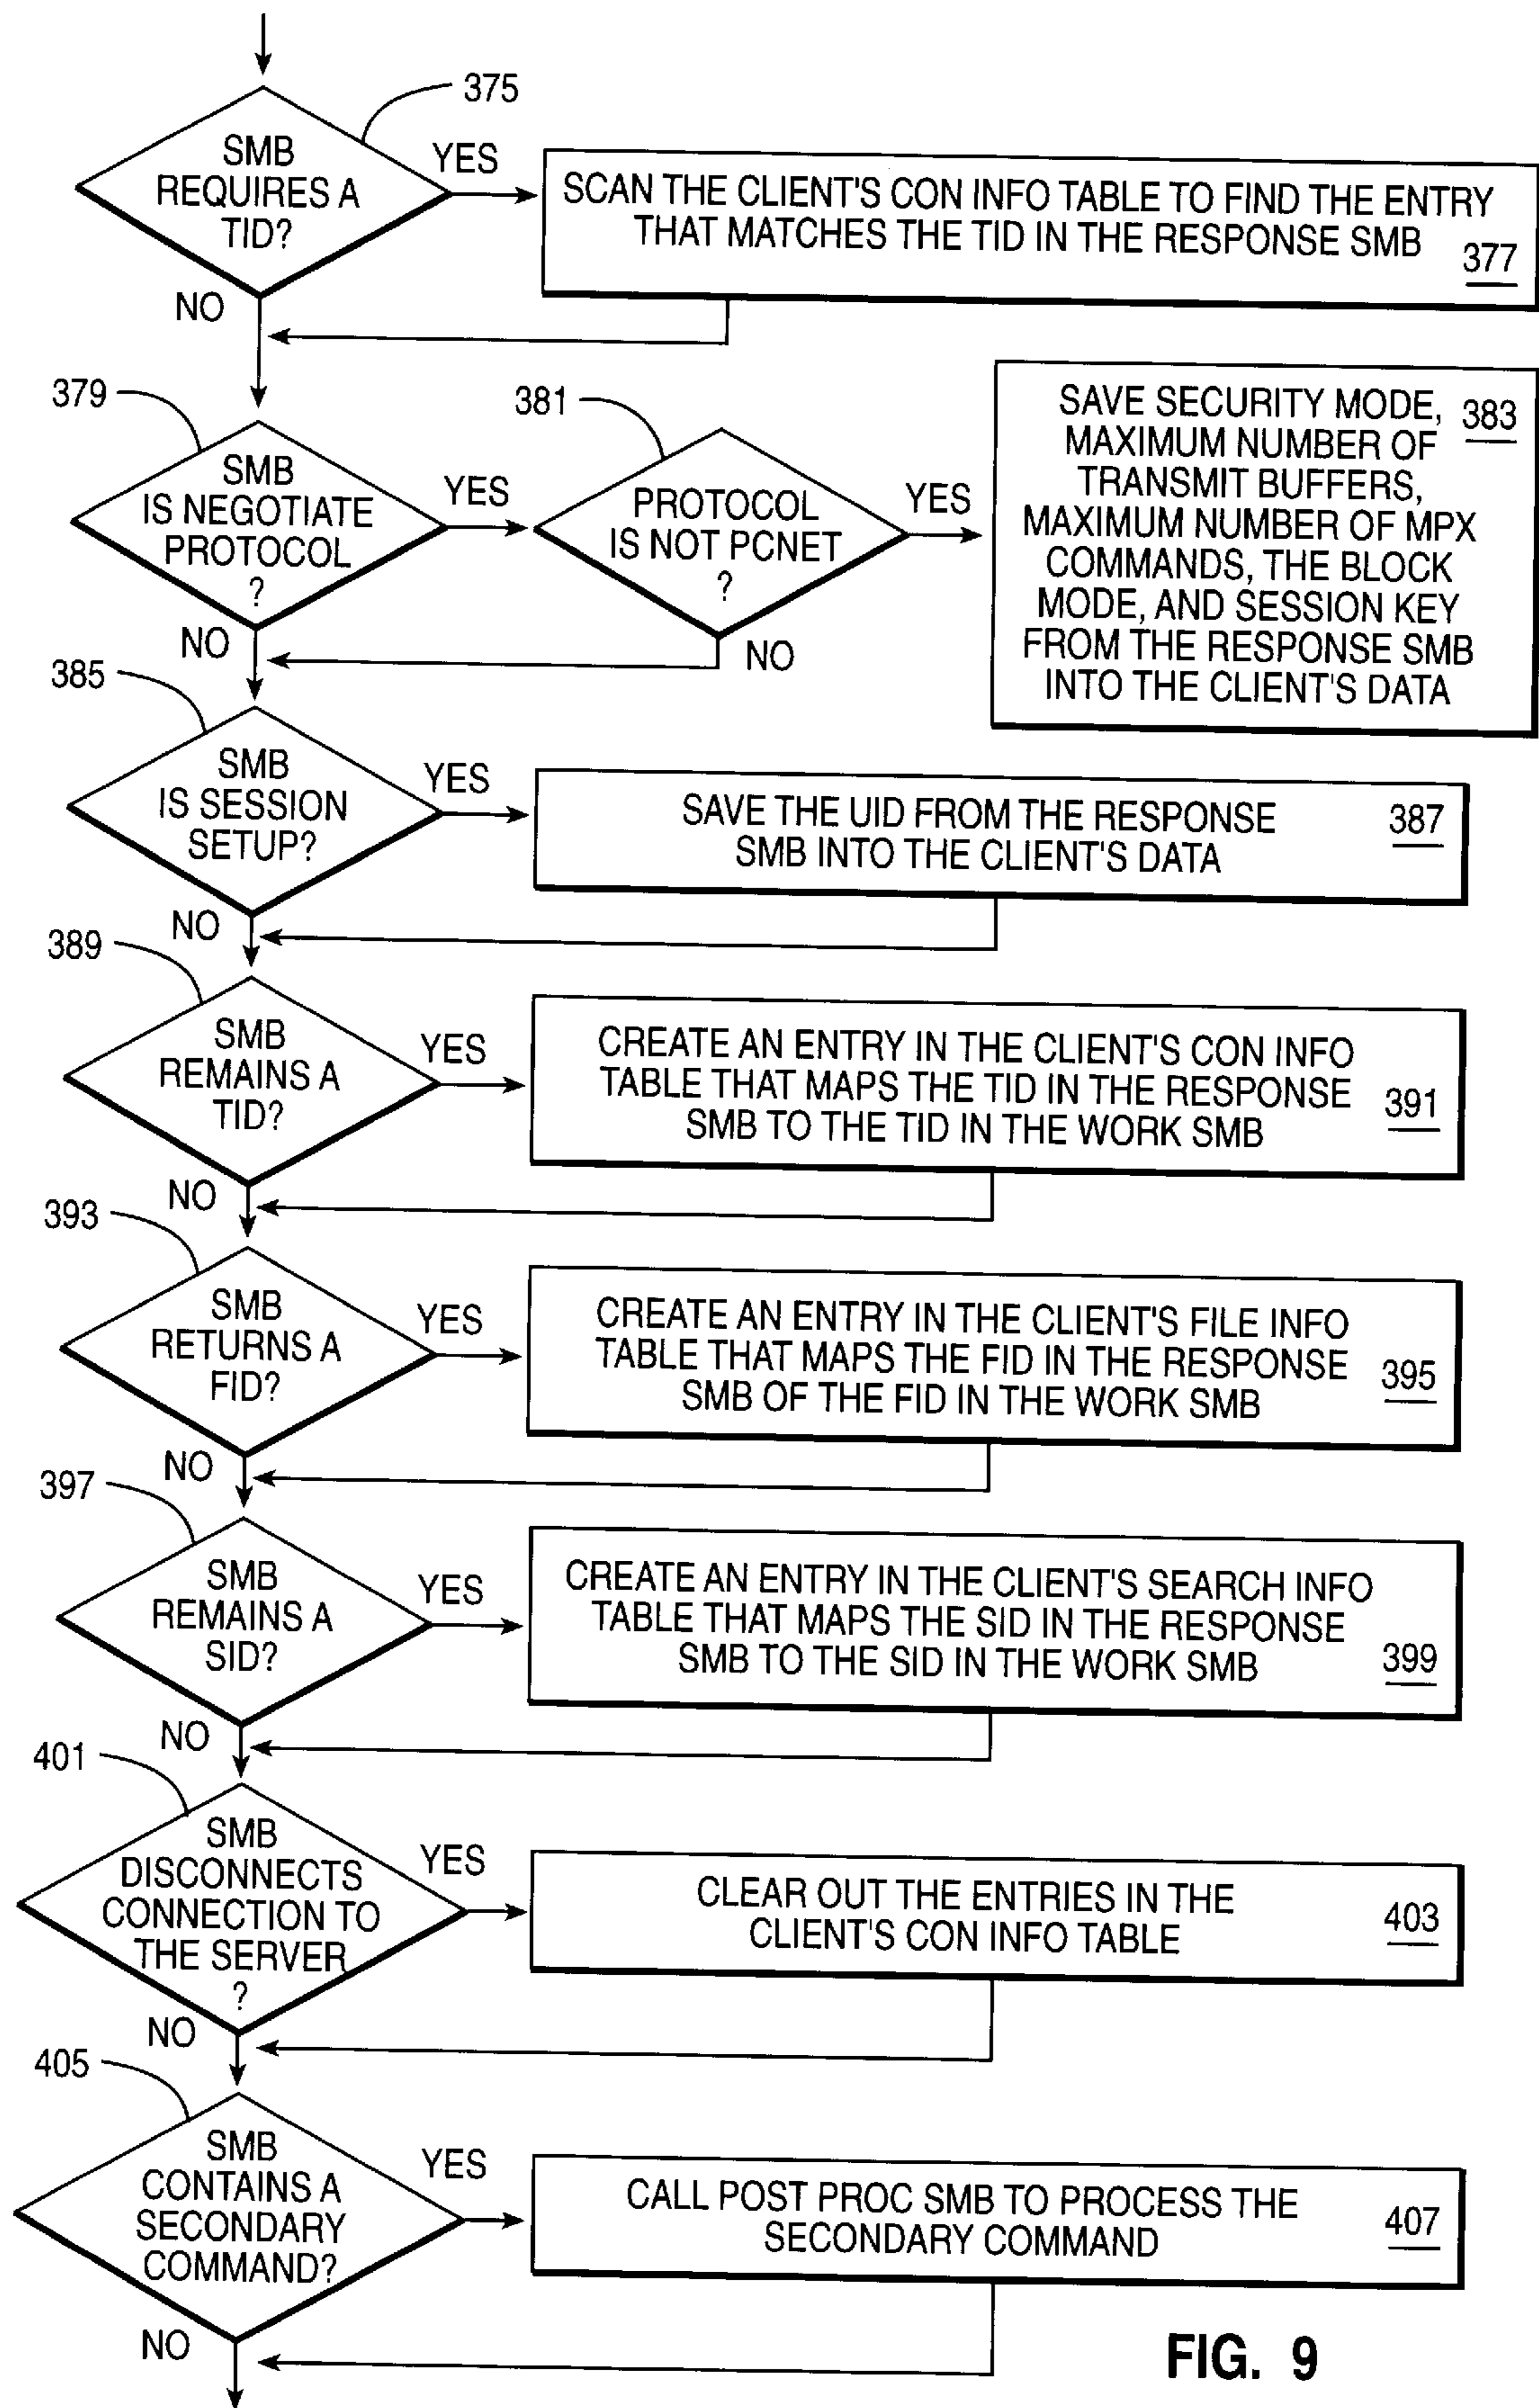 375
SMB
REQUIRES A
TID?
YES
SCAN THE CLIENT'S CON INFO TABLE TO FIND THE ENTRY
THAT MATCHES THE TID IN THE RESPONSE SMB
377
NO
379
SMB
IS NEGOTIATE
PROTOCOL
?
YES
381
PROTOCOL
IS NOT PCNET
?
YES
SAVE SECURITY MODE,
383
MAXIMUM NUMBER OF
TRANSMIT BUFFERS,
MAXIMUM NUMBER OF MPX
COMMANDS, THE BLOCK
MODE, AND SESSION KEY
FROM THE RESPONSE SMB
INTO THE CLIENT'S DATA
NO
NO
385
SMB
IS SESSION
SETUP?
YES
SAVE THE UID FROM THE RESPONSE
SMB INTO THE CLIENT'S DATA
387
NO
389
SMB
REMAINS A
TID?
YES
CREATE AN ENTRY IN THE CLIENT'S CON INFO
TABLE THAT MAPS THE TID IN THE RESPONSE
SMB TO THE TID IN THE WORK SMB
391
NO
393
SMB
RETURNS A
FID?
YES
CREATE AN ENTRY IN THE CLIENT'S FILE INFO
TABLE THAT MAPS THE FID IN THE RESPONSE
SMB OF THE FID IN THE WORK SMB
395
NO
397
SMB
REMAINS A
SID?
YES
CREATE AN ENTRY IN THE CLIENT'S SEARCH INFO
TABLE THAT MAPS THE SID IN THE RESPONSE
SMB TO THE SID IN THE WORK SMB
399
NO
401
SMB
DISCONNECTS
CONNECTION TO
THE SERVER
?
YES
CLEAR OUT THE ENTRIES IN THE
CLIENT'S CON INFO TABLE
403
NO
405
SMB
CONTAINS A
SECONDARY
COMMAND?
YES
CALL POST PROC SMB TO PROCESS THE
SECONDARY COMMAND
407
NO
FIG. 9